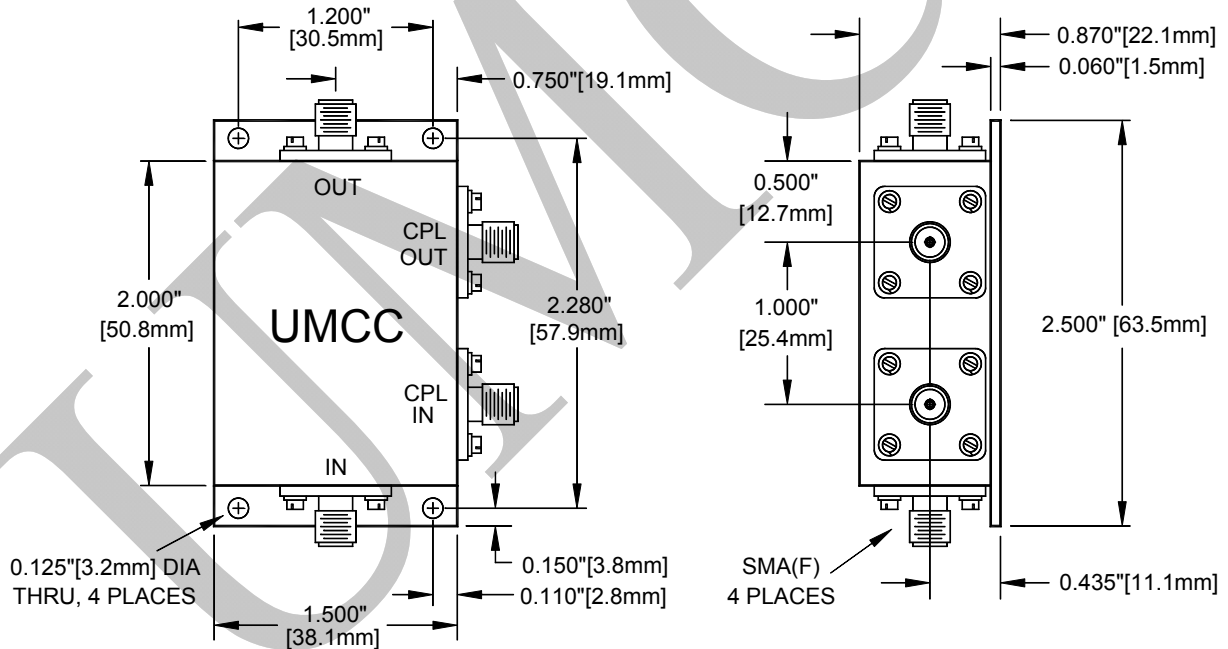 1.200"
[30.5mm]
0.750"[19.1mm]
OUT
CPL
OUT
2.000"
[50.8mm]
UMCC
2.280"
[57.9mm]
CPL
IN
IN
0.125"[3.2mm] DIA
THRU, 4 PLACES
0.150"[3.8mm]
0.110"[2.8mm]
1.500"
[38.1mm]
0.870"[22.1mm]
0.060"[1.5mm]
0.500"
[12.7mm]
1.000"
[25.4mm]
2.500" [63.5mm]
SMA(F)
4 PLACES
0.435"[11.1mm]
UMC